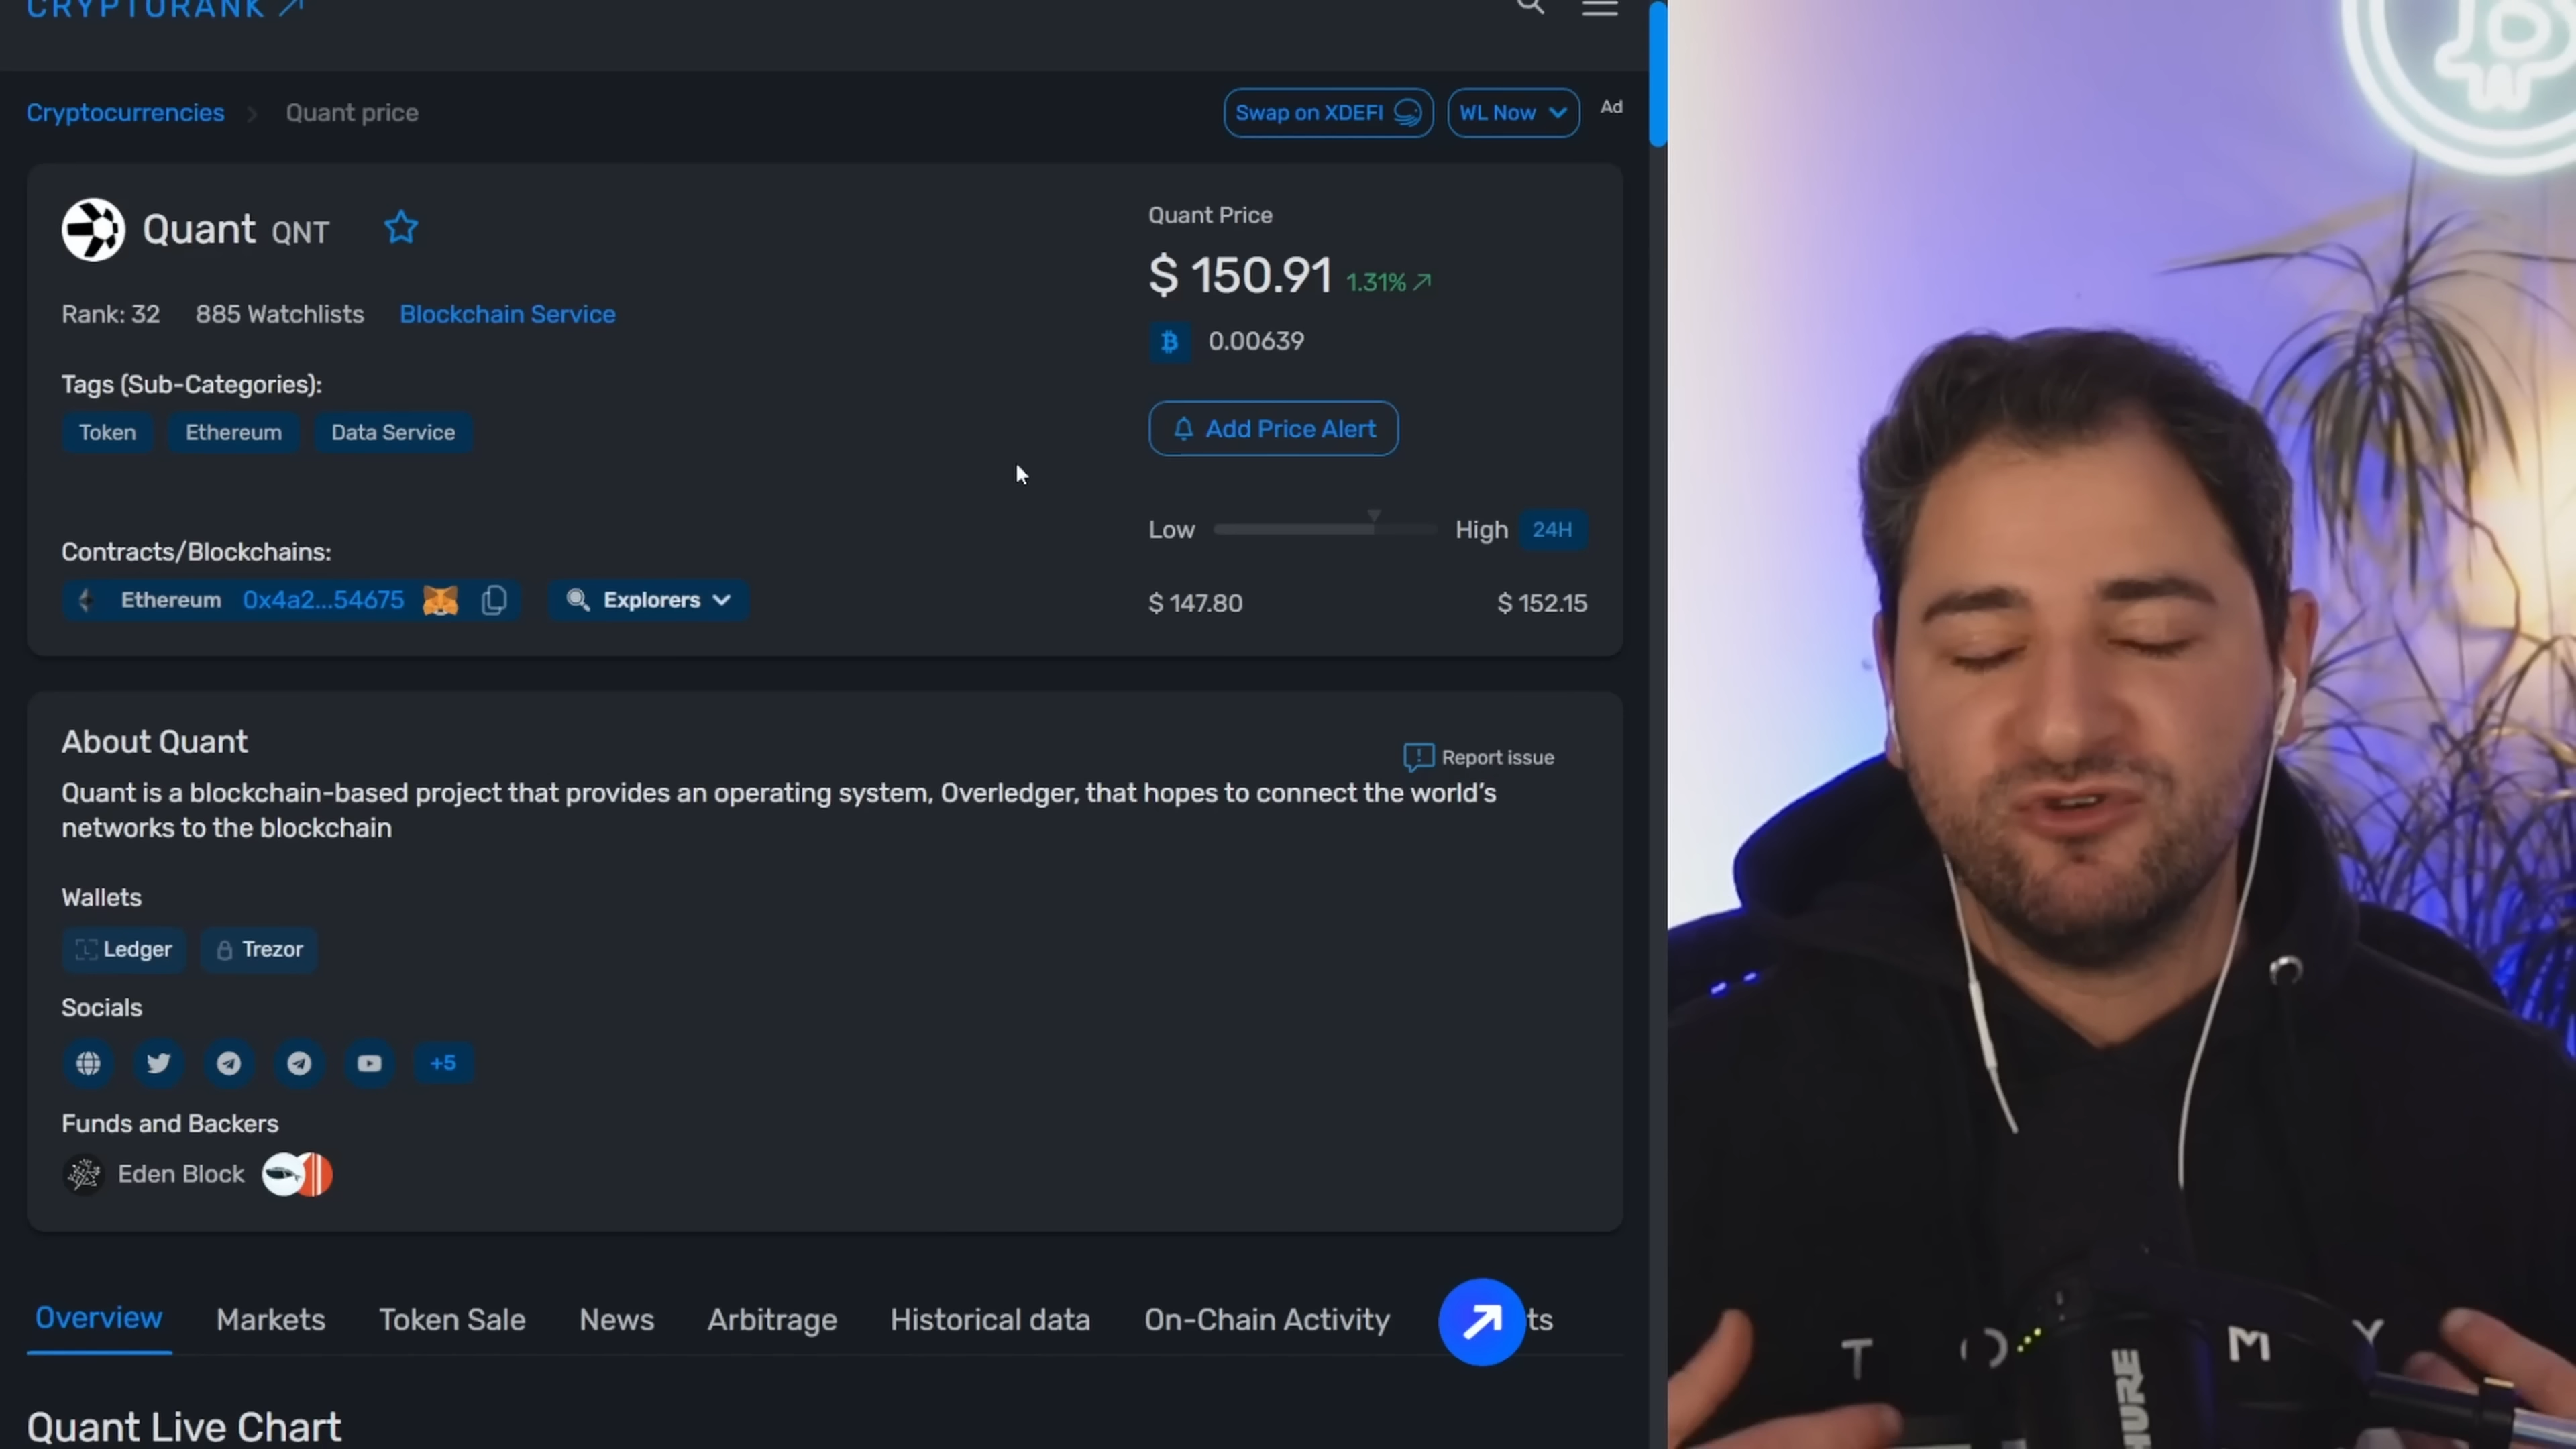 CRYPTORANK
Cryptocurrencies
Quant price
Swap on XDEFI
WL Now
Ad
Quant QNT
Rank: 32
885 Watchlists
Blockchain Service
Tags (Sub-Categories):
Token
Ethereum
Data Service
Contracts/Blockchains:
Ethereum 0x4a2...54675
Explorers
Quant Price
$ 150.91 1.31%
0.00639
Add Price Alert
Low
High
24H
$ 147.80
$ 152.15
About Quant
Report issue
Quant is a blockchain-based project that provides an operating system, Overledger, that hopes to connect the world's
networks to the blockchain
Wallets
Ledger
Trezor
Socials
+5
Funds and Backers
Eden Block
Overview
Markets
Token Sale
News
Arbitrage
Historical data
On-Chain Activity
ts
Quant Live Chart
T O M Y
HURE